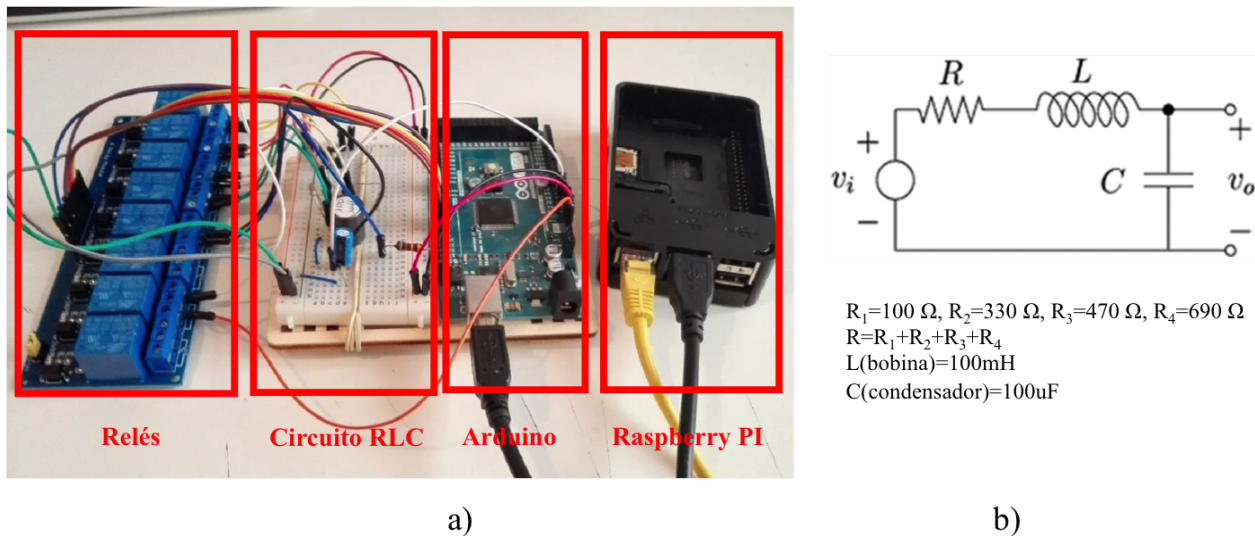 Relés
Circuito RLC
Arduino
Raspberry PI
a)
R
L
+
+
v_i
C
v_o
−
−
R₁=100 Ω, R₂=330 Ω, R₃=470 Ω, R₄=690 Ω
R=R₁+R₂+R₃+R₄
L(bobina)=100mH
C(condensador)=100uF
b)